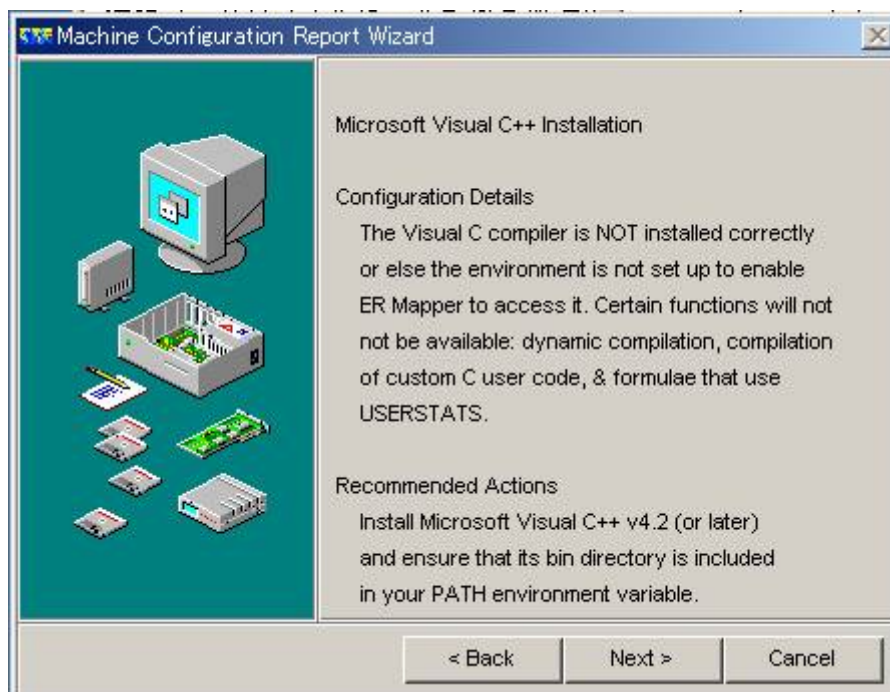 Machine Configuration Report Wizard
Microsoft Visual C++ Installation
Configuration Details
The Visual C compiler is NOT installed correctly
or else the environment is not set up to enable
ER Mapper to access it. Certain functions will not
not be available: dynamic compilation, compilation
of custom C user code, & formulae that use
USERSTATS.
Recommended Actions
Install Microsoft Visual C++ v4.2 (or later)
and ensure that its bin directory is included
in your PATH environment variable.
< Back Next > Cancel